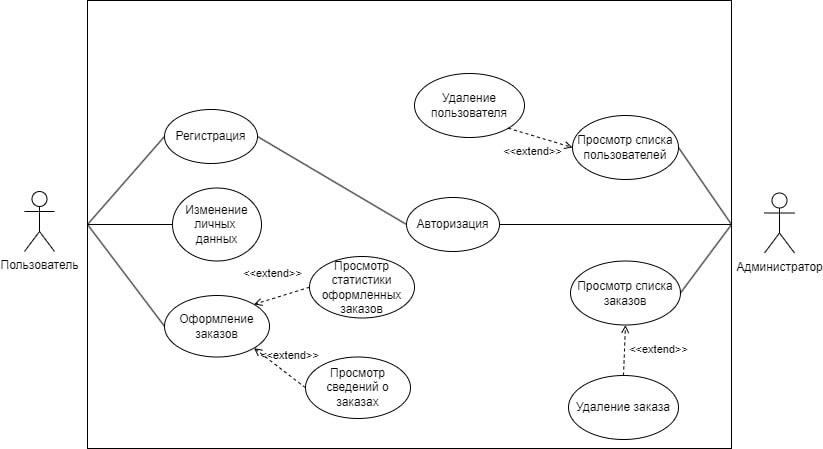 Удаление
пользователя
Регистрация
<<extend>>
Просмотр списка
пользователей
Изменение
личных
данных
Авторизация
Пользователь
Администратор
<<extend>>
Просмотр
статистики
оформленных
заказов
Просмотр списка
заказов
Оформление
заказов
<<extend>>
<<extend>>
Просмотр
сведений о
заказах
Удаление заказа